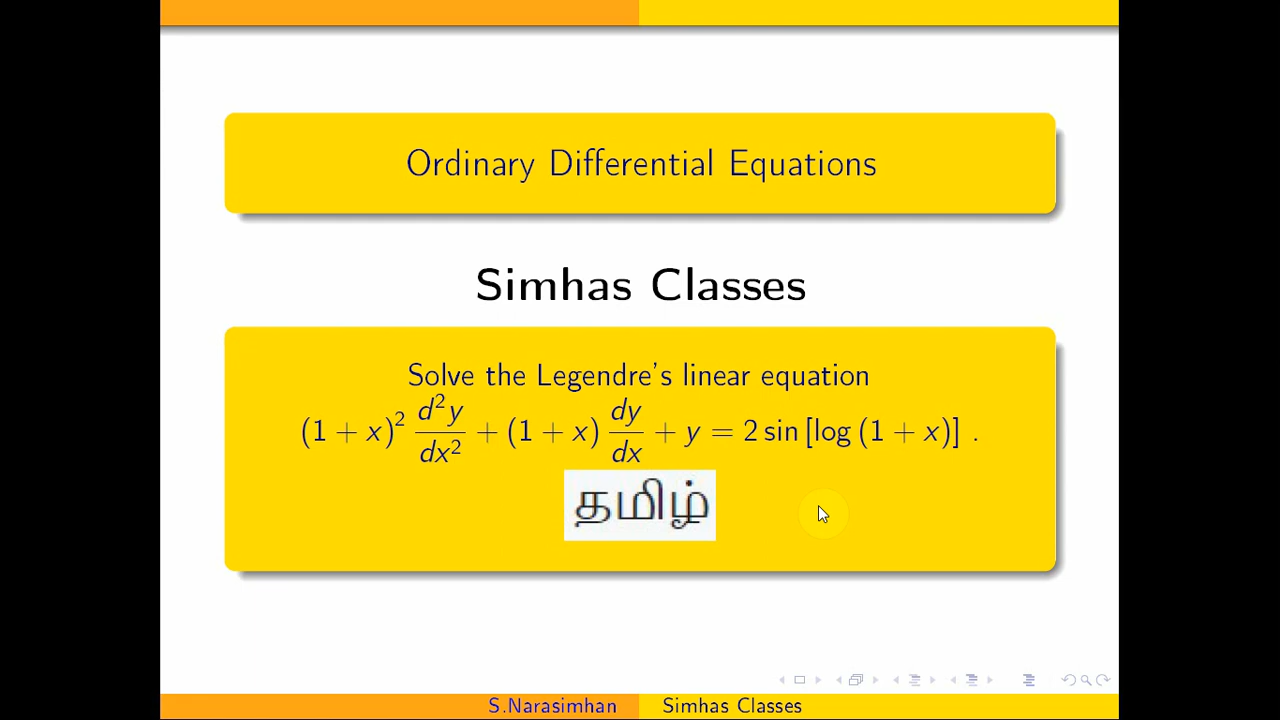 Ordinary Differential Equations
Simhas Classes
Solve the Legendre's linear equation
(1 + x)² d²y/dx² + (1 + x) dy/dx + y = 2 sin [log (1 + x)] .
தமிழ்
S.Narasimhan Simhas Classes